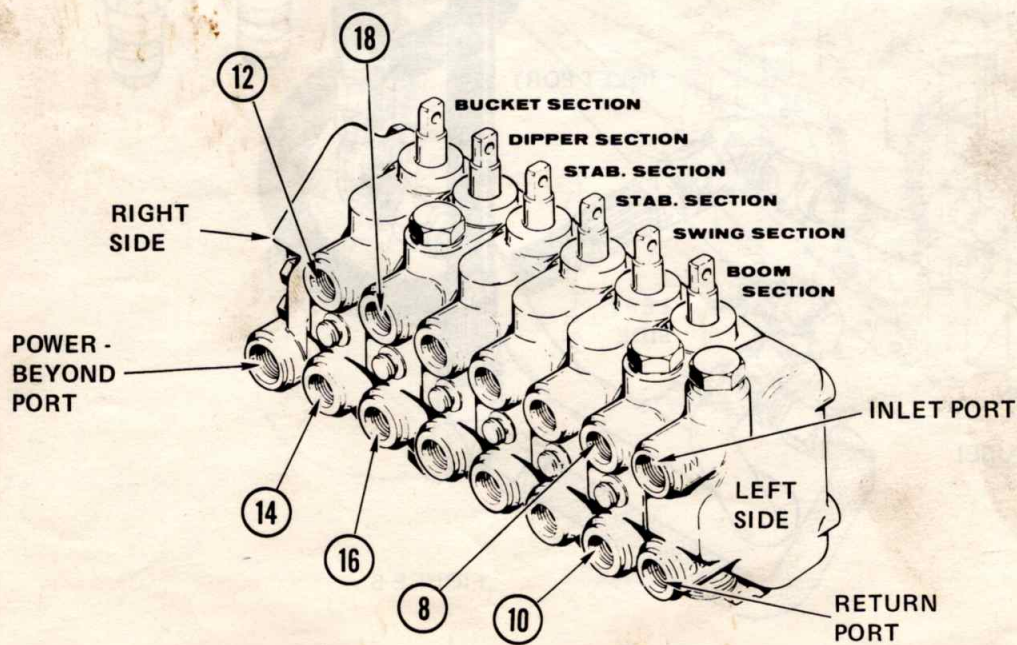 18
12
BUCKET SECTION
DIPPER SECTION
STAB. SECTION
STAB. SECTION
SWING SECTION
BOOM
SECTION
RIGHT
SIDE
POWER -
BEYOND
PORT
INLET PORT
LEFT
SIDE
14
16
8
10
RETURN
PORT